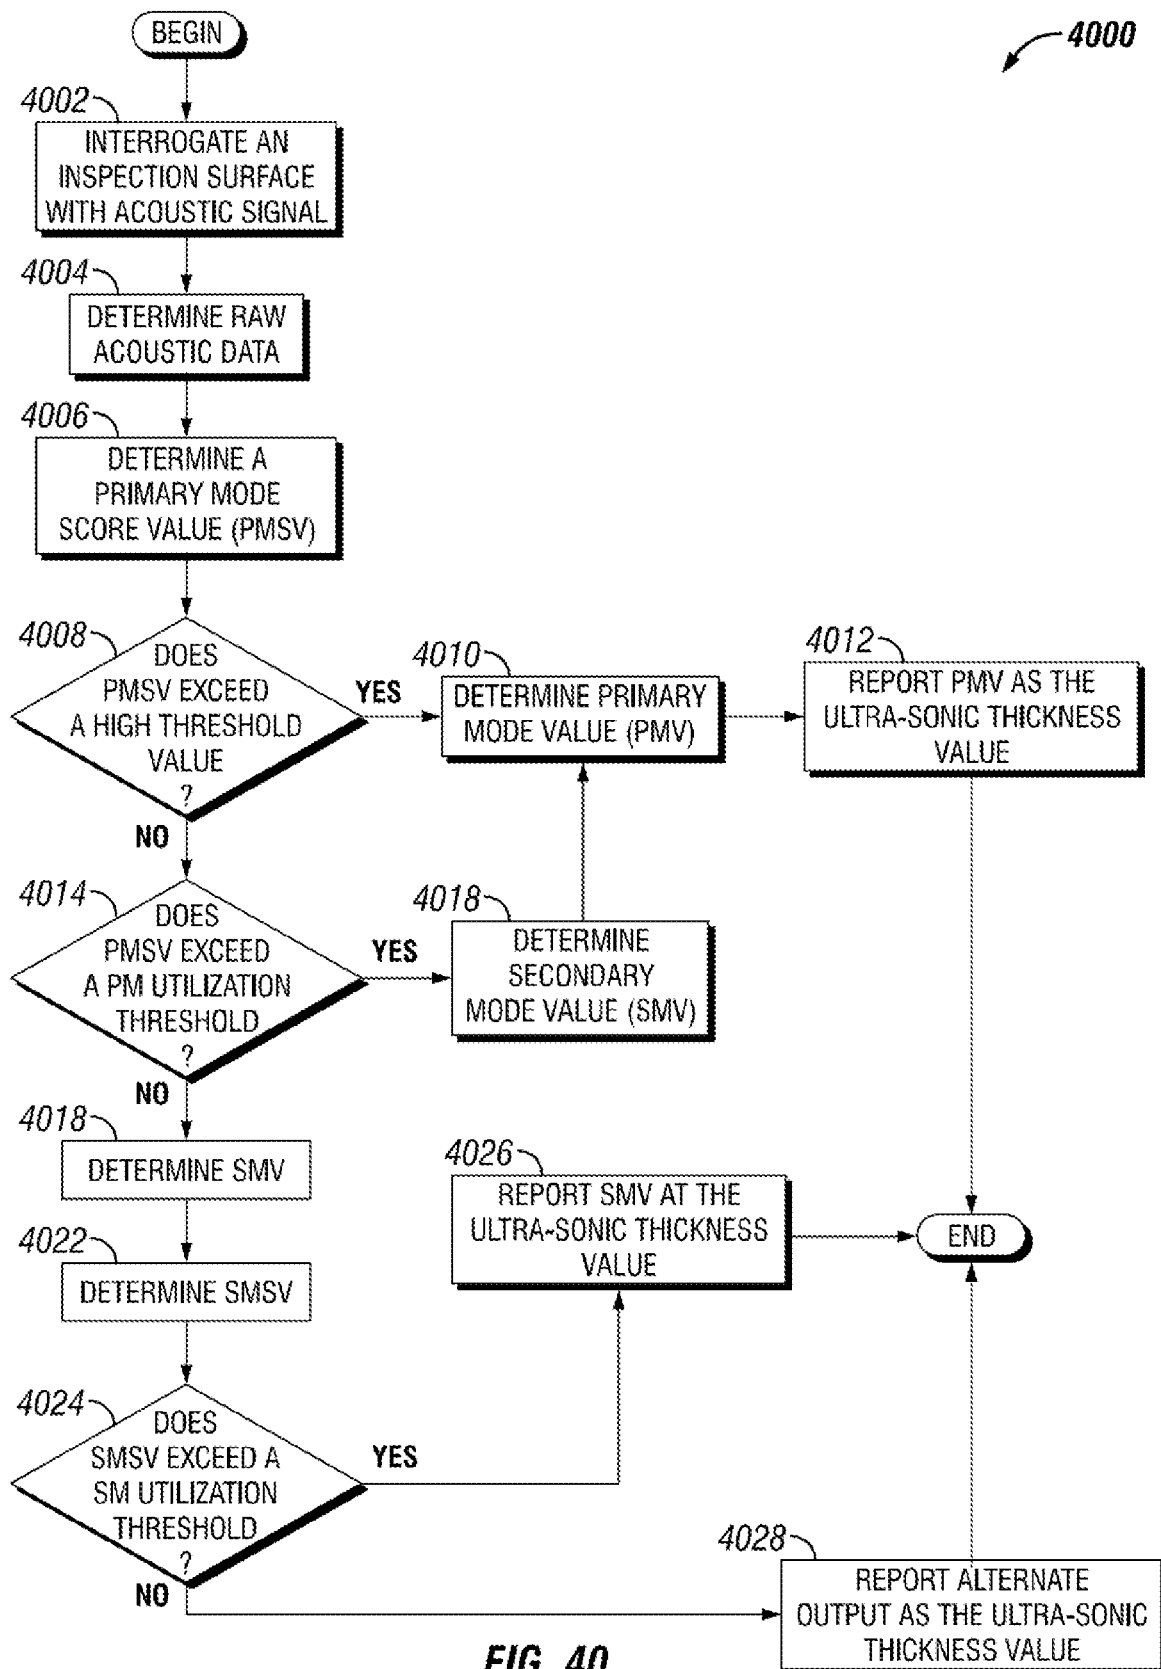 BEGIN
4000
4002
INTERROGATE AN
INSPECTION SURFACE
WITH ACOUSTIC SIGNAL
4004
DETERMINE RAW
ACOUSTIC DATA
4006
DETERMINE A
PRIMARY MODE
SCORE VALUE (PMSV)
4008
DOES
PMSV EXCEED
A HIGH THRESHOLD
VALUE
?
YES
NO
4010
DETERMINE PRIMARY
MODE VALUE (PMV)
4012
REPORT PMV AS THE
ULTRA-SONIC THICKNESS
VALUE
4014
DOES
PMSV EXCEED
A PM UTILIZATION
THRESHOLD
?
YES
NO
4018
DETERMINE
SECONDARY
MODE VALUE (SMV)
4018
DETERMINE SMV
4022
DETERMINE SMSV
4026
REPORT SMV AT THE
ULTRA-SONIC THICKNESS
VALUE
END
4024
DOES
SMSV EXCEED A
SM UTILIZATION
THRESHOLD
?
YES
NO
4028
REPORT ALTERNATE
OUTPUT AS THE ULTRA-SONIC
THICKNESS VALUE
FIG. 40